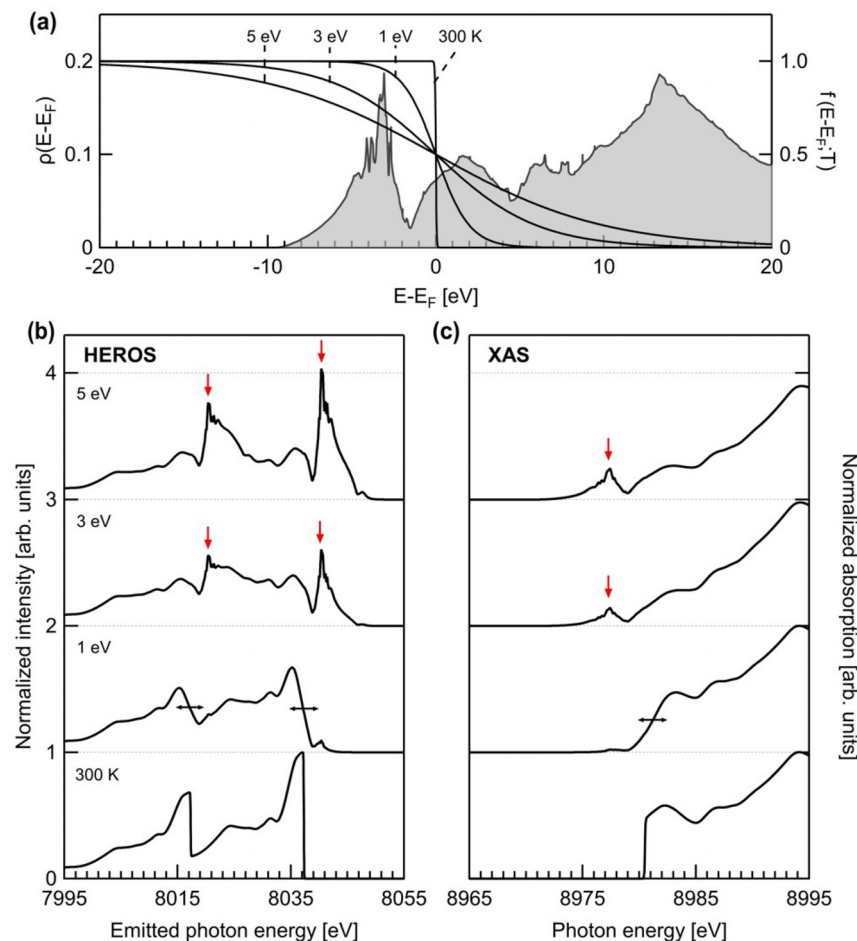 (a)
5 eV 3 eV 1 eV 300 K
0.2 1.0
ρ(E-E_F) 0.1 0.5 f (E-E_F;T)
0 0
-20 -10 0 10 20
E-E_F [eV]
(b) (c)
HEROS XAS
4
5 eV
3
3 eV
2
1 eV
1
300 K
0
Normalized intensity [arb. units]
Normalized absorption [arb. units]
7995 8015 8035 8055 8965 8975 8985 8995
Emitted photon energy [eV] Photon energy [eV]